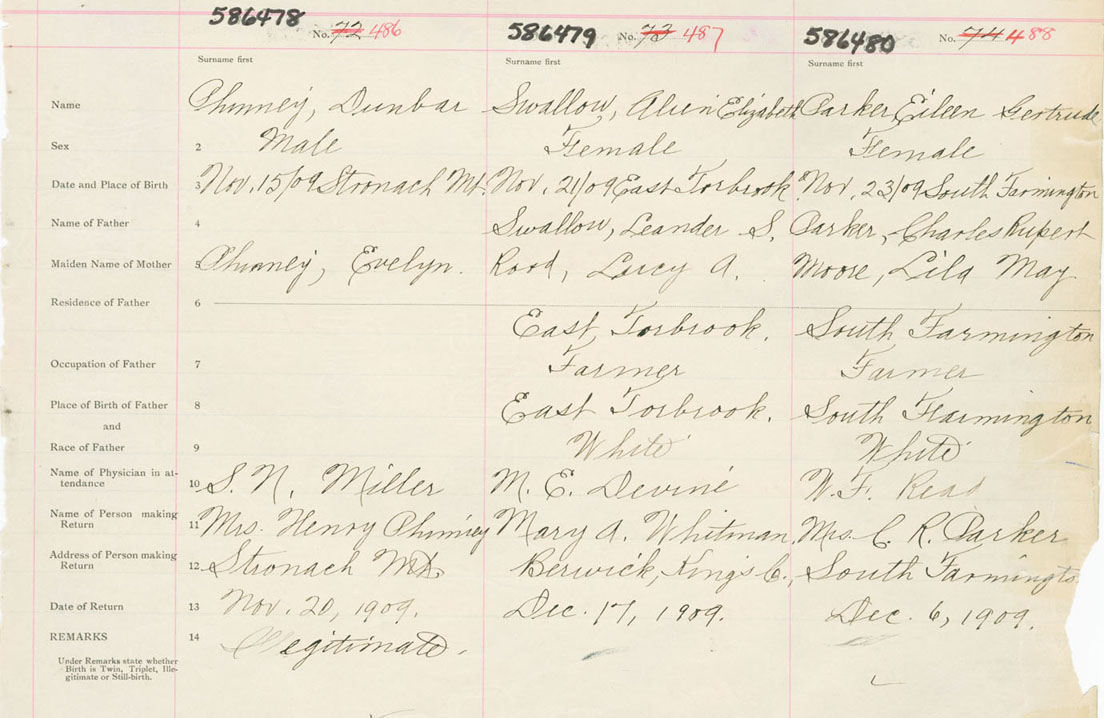 586478 No. 72 486 586479 No. 73 487 586480 No. 74 488
Surname first Surname first Surname first
Name Phinney, Dunbar Swallow, Elizabeth Parker, Eileen Gertrude
Sex 2 Male Female Female
Date and Place of Birth 3 Nov. 15/09 Stronach Mt. Nov. 21/09 East Torbrook Nov. 23/09 South Farmington
Name of Father 4 Swallow, Leander S. Parker, Charles Rupert
Maiden Name of Mother 5 Phinney, Evelyn. Rood, Lucy A. Moore, Lila May
Residence of Father 6 East Torbrook. South Farmington
Occupation of Father 7 Farmer Farmer
Place of Birth of Father 8 East Torbrook. South Farmington
and
Race of Father 9 White White
Name of Physician in at-
tendance 10 S. N. Miller M. E. Devine W. F. Read
Name of Person making
Return 11 Mrs. Henry Phinney Mary A. Whitman. Mrs. C. R. Parker
Address of Person making
Return 12 Stronach Mt. Berwick, Kings C., South Farmington
Date of Return 13 Nov. 20, 1909. Dec. 17, 1909. Dec. 6, 1909.
REMARKS 14 Illegitimate.
Under Remarks state whether
Birth is Twin, Triplet, Ille-
gitimate or Still-birth.